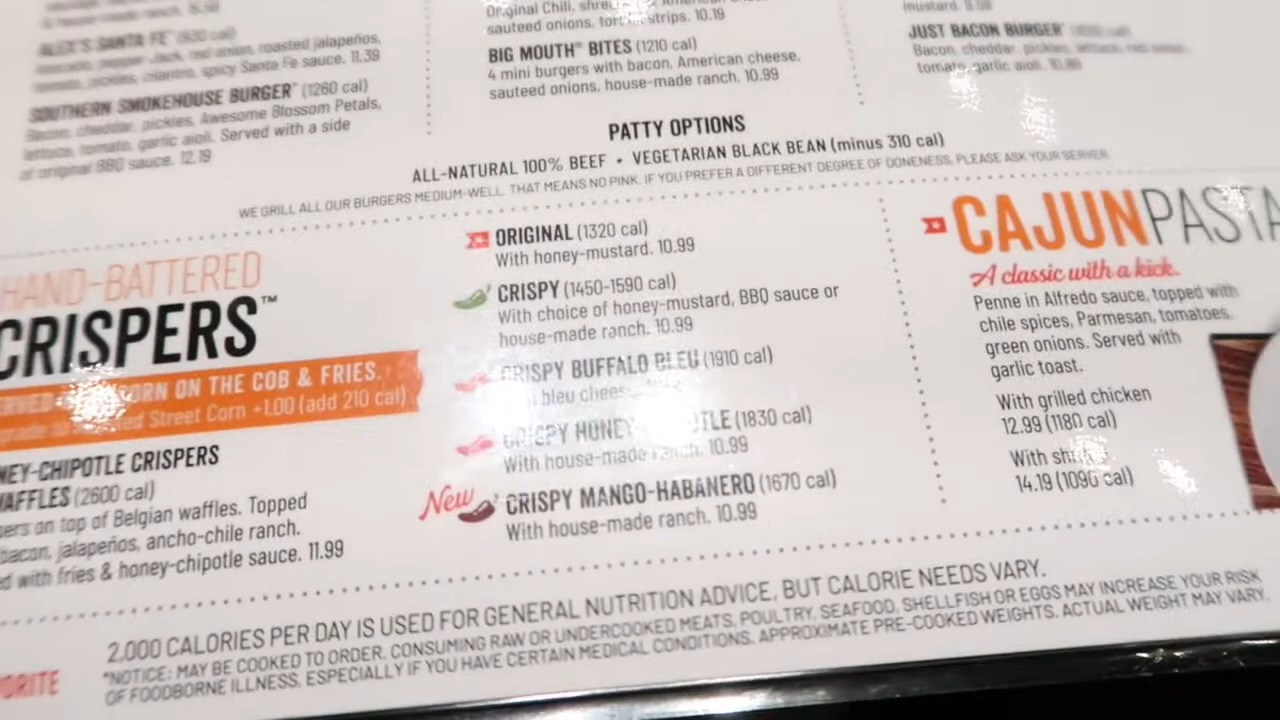 ALEX'S SANTA FE
roasted jalapeños,
spicy Santa Fe sauce. 11.39
SOUTHERN SMOKEHOUSE BURGER (1260 cal)
Bacon, cheddar, pickles, Awesome Blossom Petals,
lettuce, tomato, garlic aioli. Served with a side
of original BBQ sauce. 12.19
Original Chili,
sauteed onions, strips. 10.19
BIG MOUTH® BITES (1210 cal)
4 mini burgers with bacon, American cheese,
sauteed onions, house-made ranch. 10.99
mustard.
JUST BACON BURGER
Bacon, cheddar, pickles, lettuce, red onion,
tomato, garlic aioli.
PATTY OPTIONS
ALL-NATURAL 100% BEEF • VEGETARIAN BLACK BEAN (minus 310 cal)
WE GRILL ALL OUR BURGERS MEDIUM-WELL. THAT MEANS NO PINK. IF YOU PREFER A DIFFERENT DEGREE OF DONENESS, PLEASE ASK YOUR SERVER.
HAND-BATTERED
CRISPERS™
CORN ON THE COB & FRIES.
Street Corn +1.00 (add 210 cal)
NEY-CHIPOTLE CRISPERS
WAFFLES (2600 cal)
pers on top of Belgian waffles. Topped
bacon, jalapeños, ancho-chile ranch.
ed with fries & honey-chipotle sauce. 11.99
ORIGINAL (1320 cal)
With honey-mustard. 10.99
CRISPY (1450-1590 cal)
With choice of honey-mustard, BBQ sauce or
house-made ranch. 10.99
CRISPY BUFFALO BLEU (1910 cal)
bleu
CRISPY HONEY (1830 cal)
With house-made ranch. 10.99
New CRISPY MANGO-HABANERO (1670 cal)
With house-made ranch. 10.99
CAJUN PASTA
A classic with a kick.
Penne in Alfredo sauce, topped with
chile spices, Parmesan, tomatoes,
green onions. Served with
garlic toast.
With grilled chicken
12.99 (1180 cal)
With
14.19 (1090 cal)
2,000 CALORIES PER DAY IS USED FOR GENERAL NUTRITION ADVICE, BUT CALORIE NEEDS VARY.
*NOTICE: MAY BE COOKED TO ORDER. CONSUMING RAW OR UNDERCOOKED MEATS, POULTRY, SEAFOOD, SHELLFISH OR EGGS MAY INCREASE YOUR RISK
OF FOODBORNE ILLNESS, ESPECIALLY IF YOU HAVE CERTAIN MEDICAL CONDITIONS. APPROXIMATE PRE-COOKED WEIGHTS. ACTUAL WEIGHT MAY VARY.
ORITE